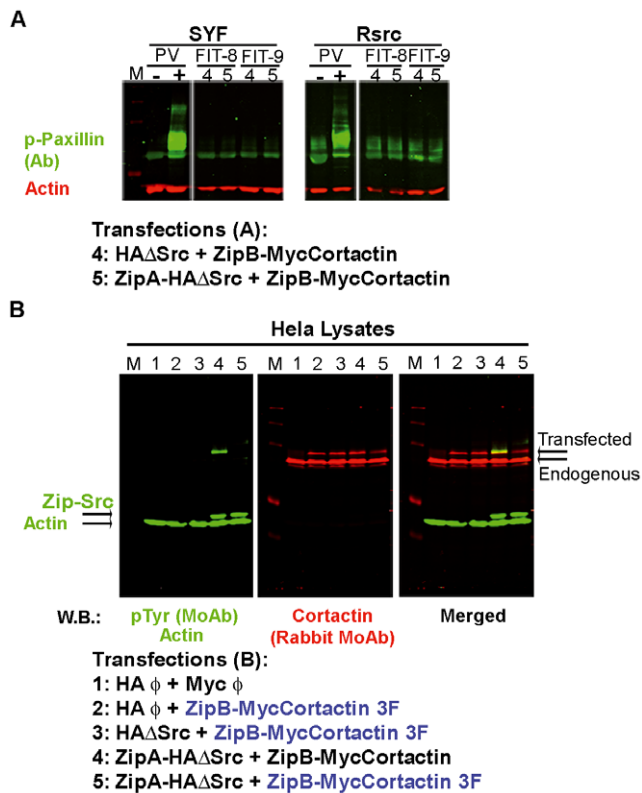 A
SYF Rsrc
PV FIT-8 FIT-9 PV FIT-8 FIT-9
M - + 4 5 4 5 - + 4 5 4 5
p-Paxillin
(Ab)
Actin
Transfections (A):
4: HAΔSrc + ZipB-MycCortactin
5: ZipA-HAΔSrc + ZipB-MycCortactin
B
Hela Lysates
M 1 2 3 4 5 M 1 2 3 4 5 M 1 2 3 4 5
Transfected
Endogenous
Zip-Src
Actin
W.B.: pTyr (MoAb) Cortactin Merged
Actin (Rabbit MoAb)
Transfections (B):
1: HA ϕ + Myc ϕ
2: HA ϕ + ZipB-MycCortactin 3F
3: HAΔSrc + ZipB-MycCortactin 3F
4: ZipA-HAΔSrc + ZipB-MycCortactin
5: ZipA-HAΔSrc + ZipB-MycCortactin 3F